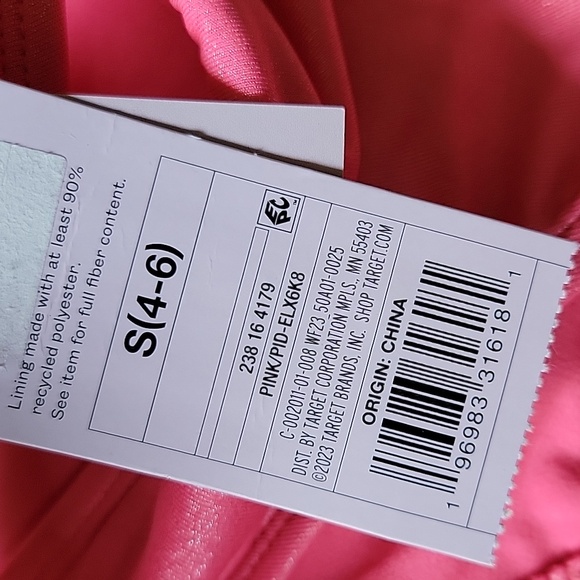 Lining made with at least 90%
recycled polyester.
See item for full fiber content.
S(4-6)
238 16 4179
PINK/PID-ELX6K8
C-002011-01-008 WF23 50A01-0025
DIST. BY TARGET CORPORATION MPLS, MN 55403
©2023 TARGET BRANDS, INC. SHOP TARGET.COM
ORIGIN: CHINA
1 96983 31618 1